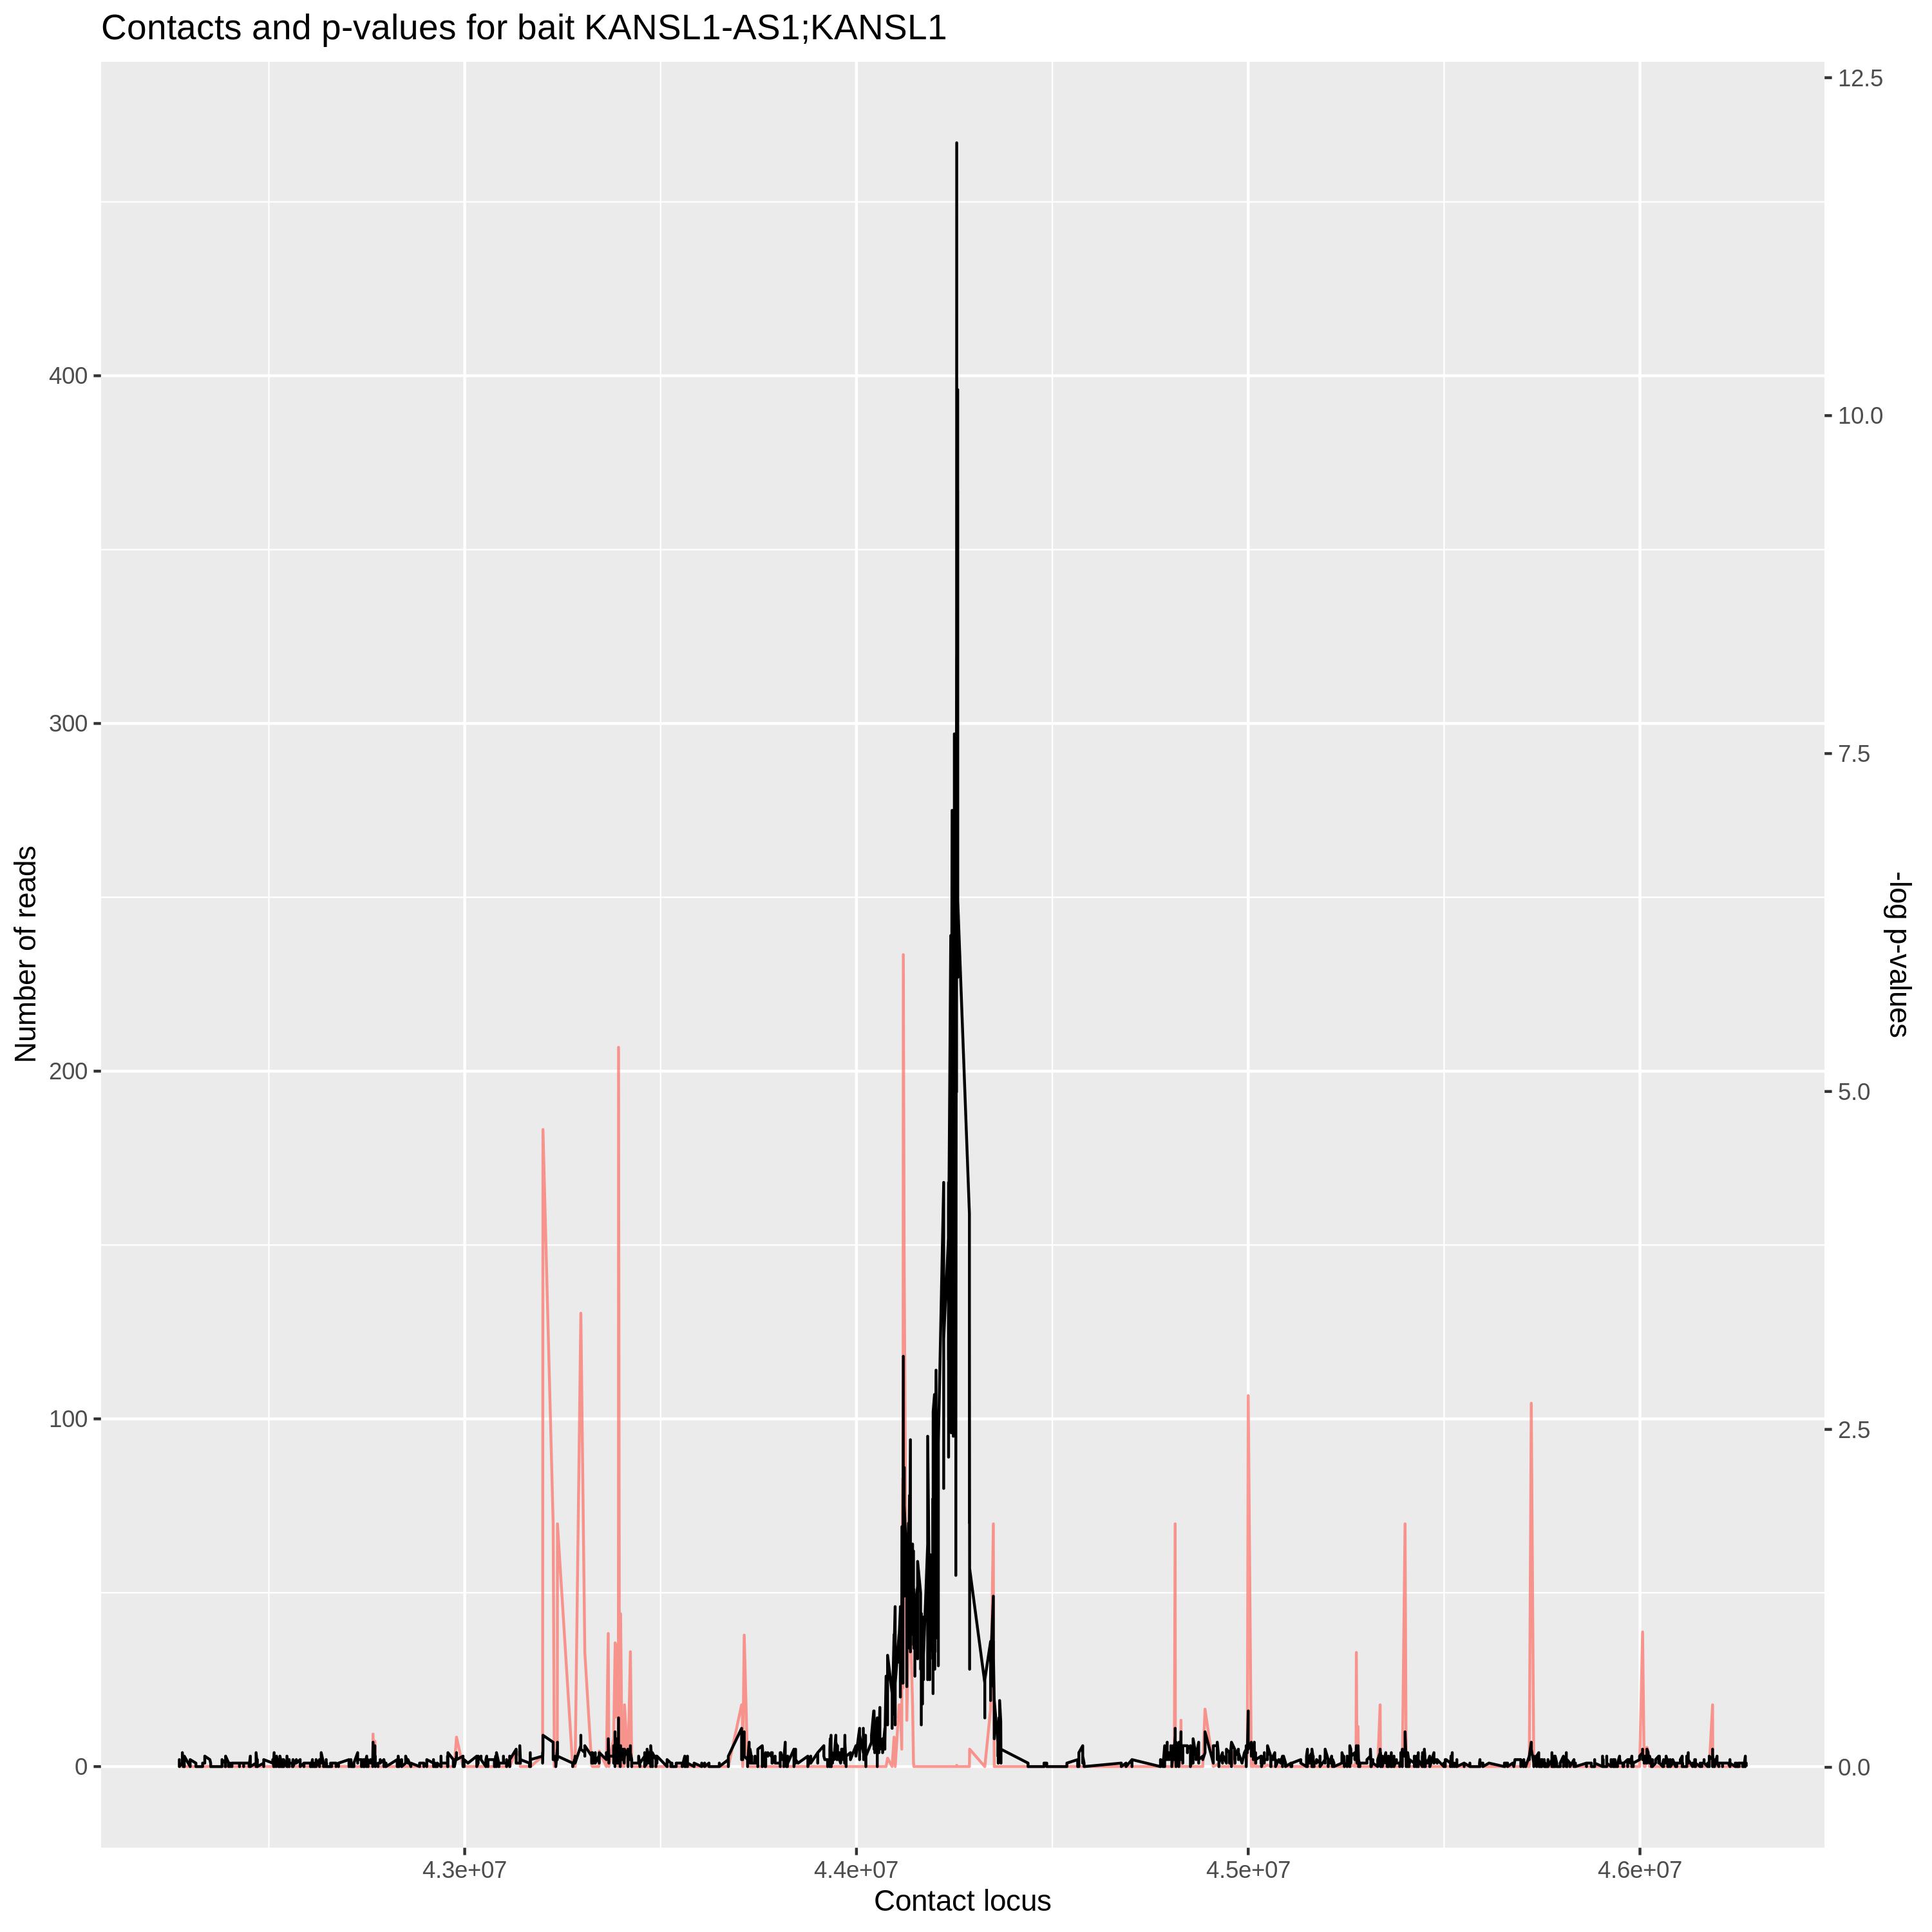 Contacts and p-values for bait KANSL1-AS1;KANSL1
12.5
400
10.0
300
7.5
Number of reads
-log p-values
200
5.0
100
2.5
0
0.0
4.3e+07
4.4e+07
4.5e+07
4.6e+07
Contact locus